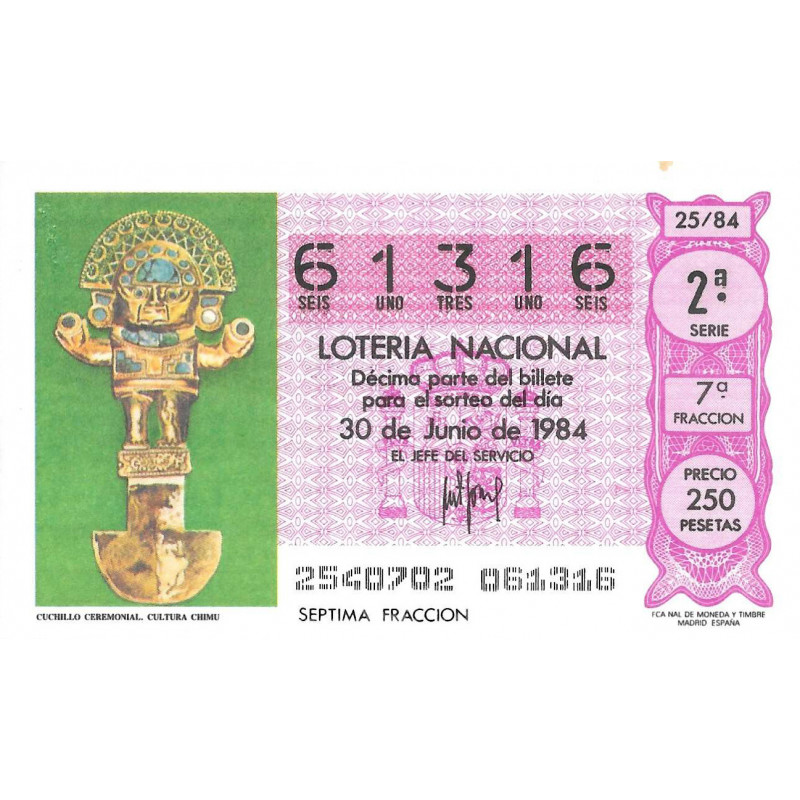 CUCHILLO CEREMONIAL. CULTURA CHIMU
6 1 3 1 6
SEIS UNO TRES UNO SEIS
LOTERIA NACIONAL
Décima parte del billete
para el sorteo del día
30 de Junio de 1984
EL JEFE DEL SERVICIO
2540702 061316
SEPTIMA FRACCION
25/84
2.ª
SERIE
7ª
FRACCION
PRECIO
250
PESETAS
FCA NAL DE MONEDA Y TIMBRE
MADRID ESPAÑA